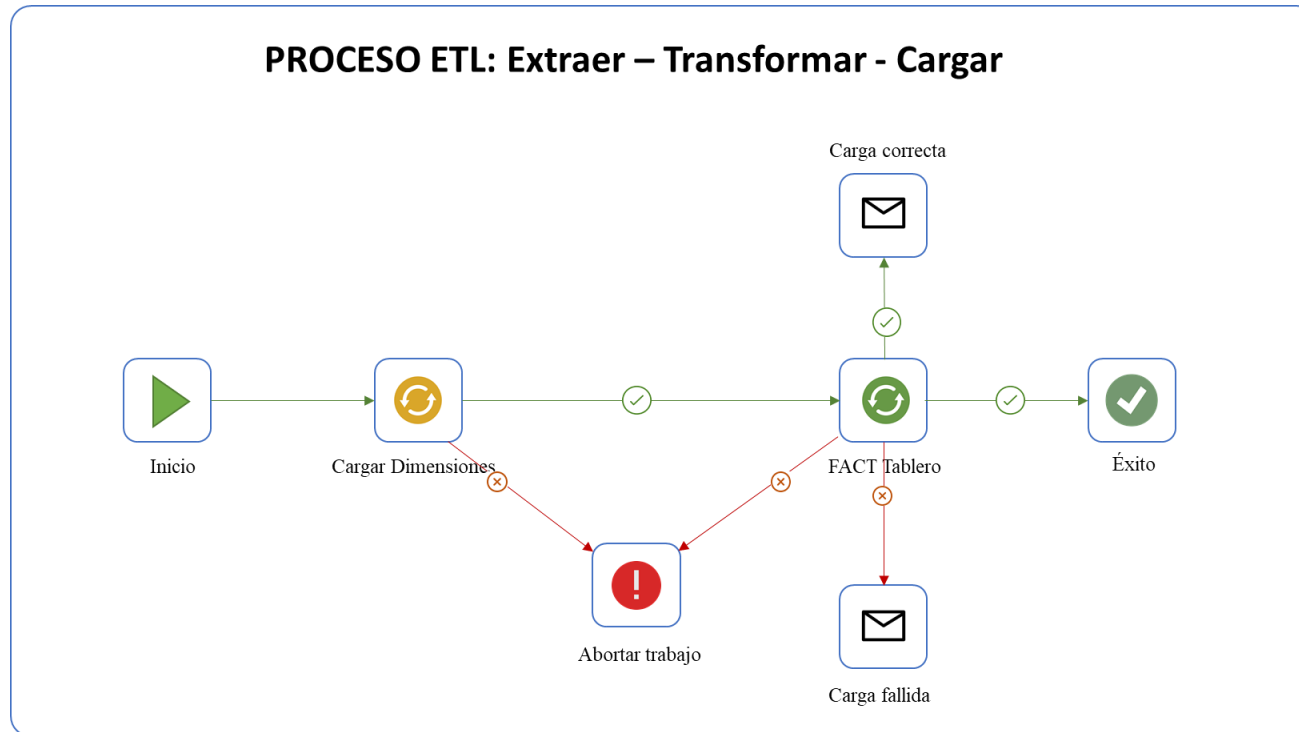 PROCESO ETL: Extraer – Transformar - Cargar
Carga correcta
Inicio
Cargar Dimensiones
FACT Tablero
Éxito
Abortar trabajo
Carga fallida